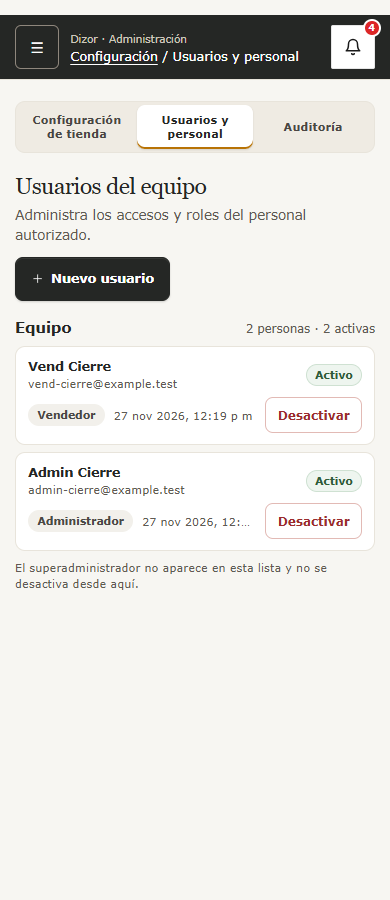 Dizor · Administración
Configuración / Usuarios y personal
4
Configuración
de tienda
Usuarios y
personal
Auditoría
Usuarios del equipo
Administra los accesos y roles del personal
autorizado.
+ Nuevo usuario
Equipo
2 personas · 2 activas
Vend Cierre
vend-cierre@example.test
Activo
Vendedor
27 nov 2026, 12:19 p m
Desactivar
Admin Cierre
admin-cierre@example.test
Activo
Administrador
27 nov 2026, 12:...
Desactivar
El superadministrador no aparece en esta lista y no se
desactiva desde aquí.